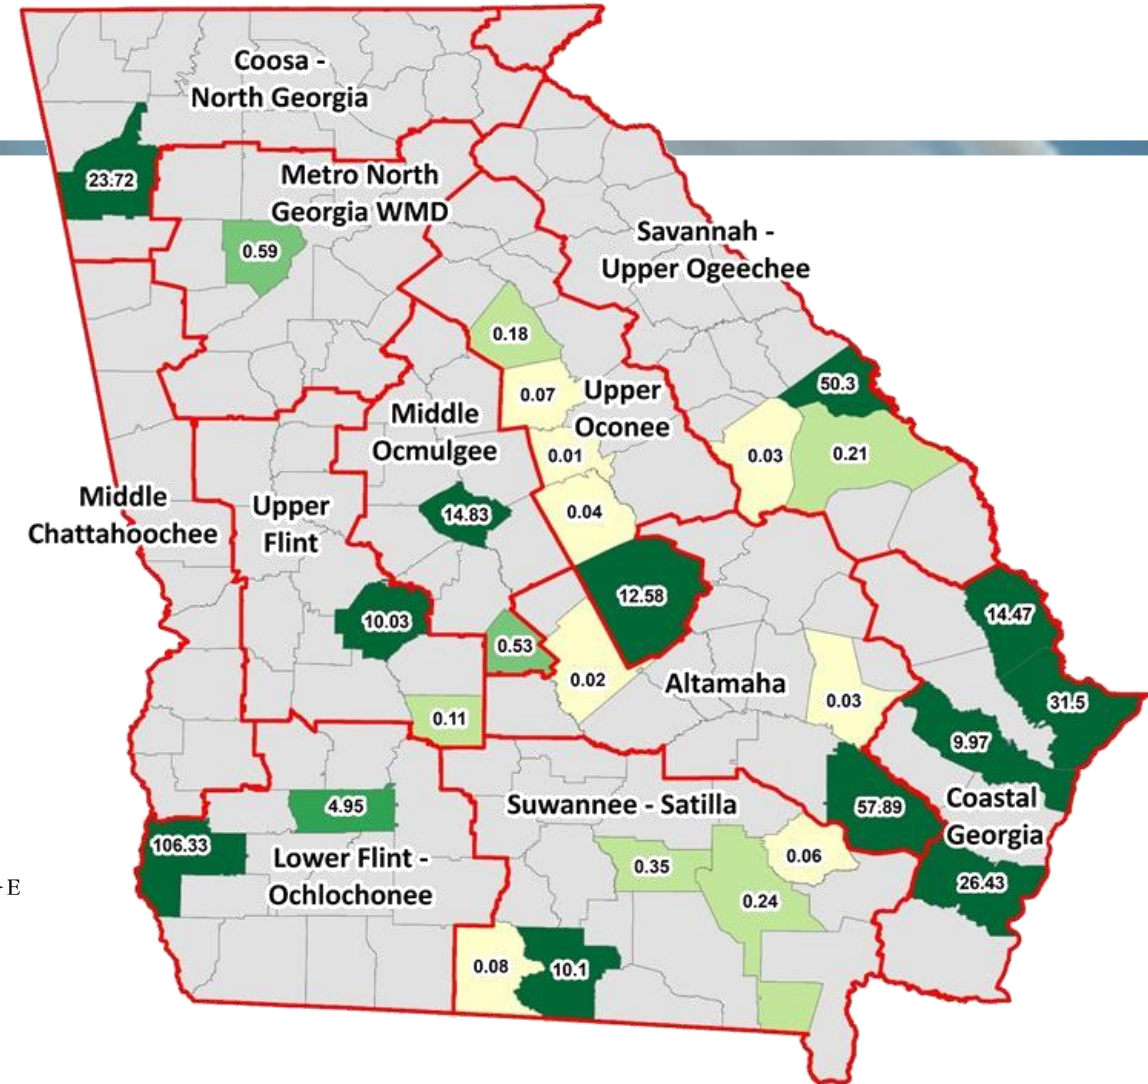 Coosa -
North Georgia
23.72
Metro North
Georgia WMD
0.59
Savannah -
Upper Ogeechee
0.18
50.3
0.07
Upper
Oconee
Middle
Ocmulgee
0.01
0.03
0.21
Middle
Chattahoochee
Upper
Flint
14.83
0.04
12.58
10.03
14.47
0.53
0.02
Altamaha
0.03
31.5
0.11
9.97
Coastal
Georgia
4.95
Suwannee - Satilla
57.89
106.33
Lower Flint -
Ochlochonee
0.35
0.06
E
0.24
26.43
0.08
10.1